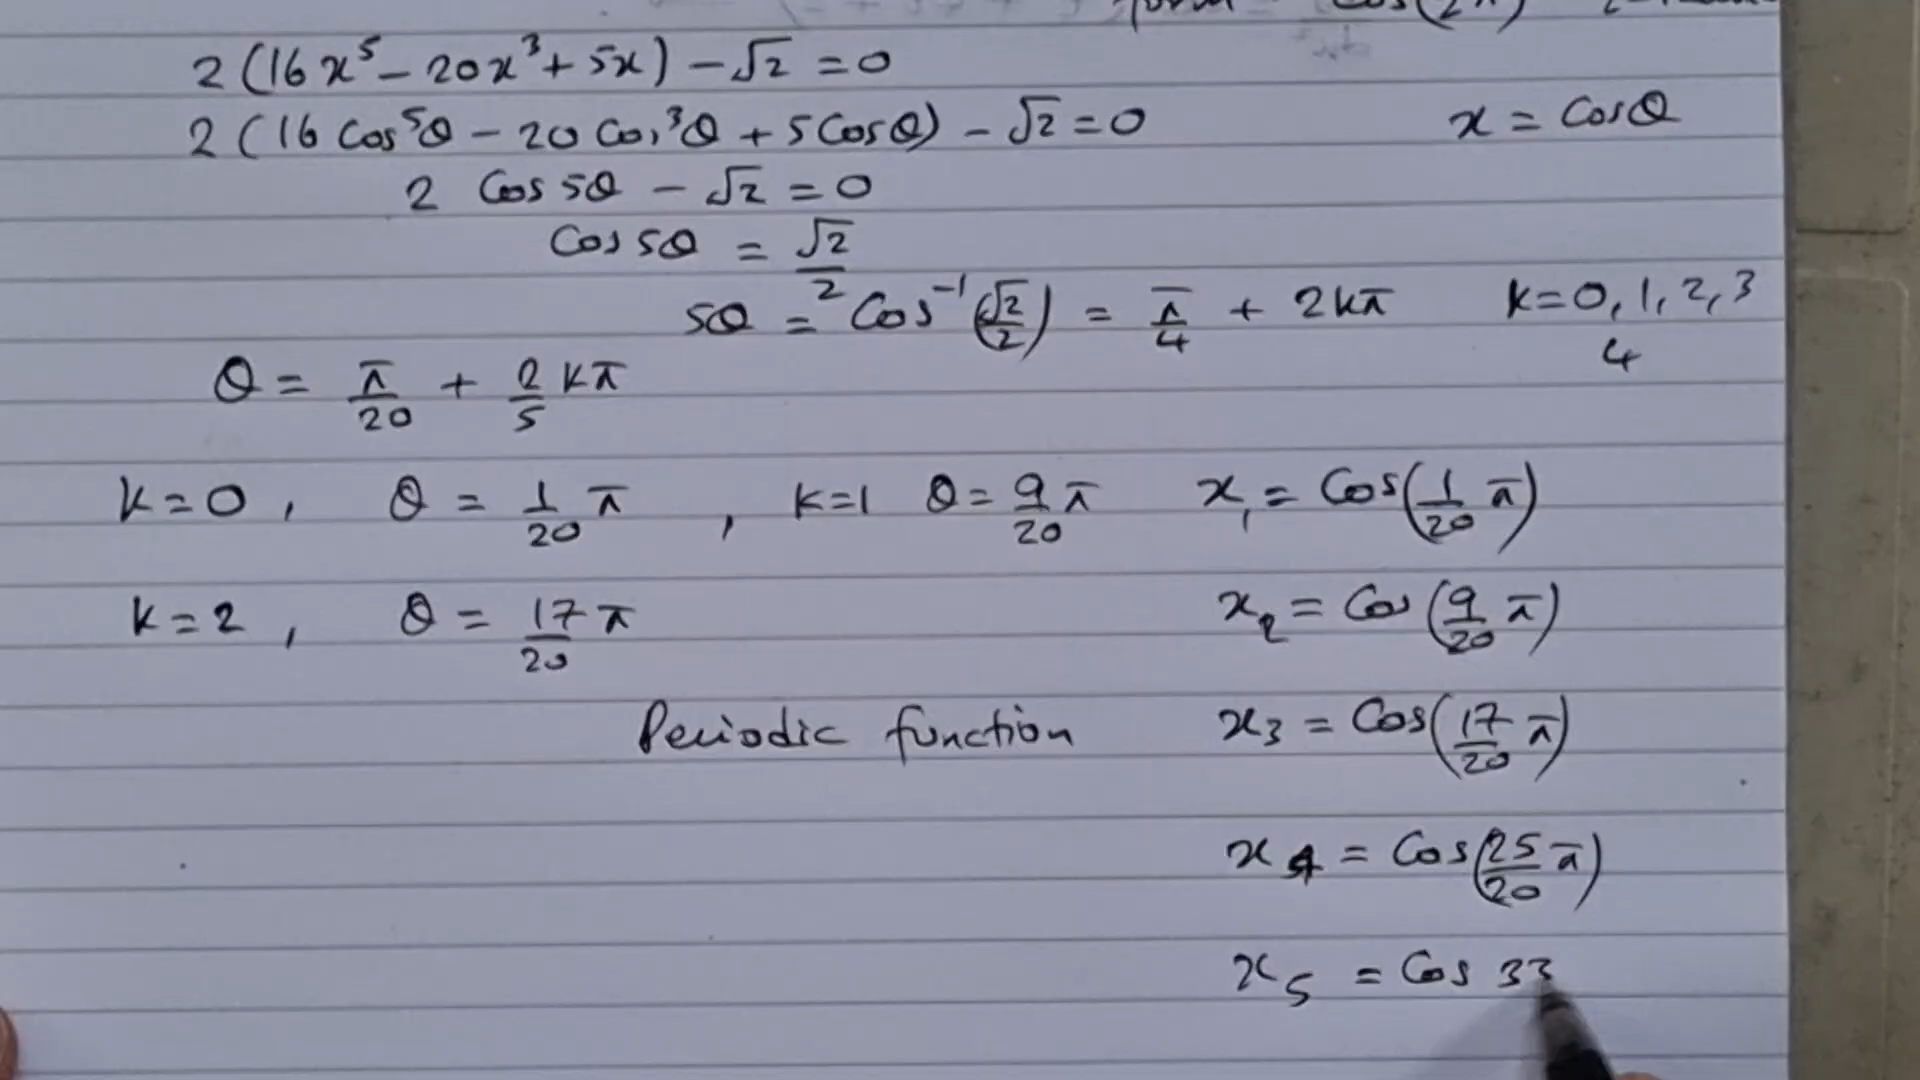 2(16x⁵ - 20x³ + 5x) - √2 = 0
2(16 Cos⁵θ - 20 Cos³θ + 5 Cosθ) - √2 = 0 x = Cosθ
2 Cos 5θ - √2 = 0
Cos 5θ = √2/2
5θ = Cos⁻¹(√2/2) = π/4 + 2kπ k=0,1,2,3
4
θ = π/20 + 2/5 kπ
k=0, θ = 1/20 π, k=1 θ = 9/20 π x₁ = Cos(1/20 π)
k=2, θ = 17/20 π x₂ = Cos(9/20 π)
Periodic function x₃ = Cos(17/20 π)
x₄ = Cos(25/20 π)
x₅ = Cos 33